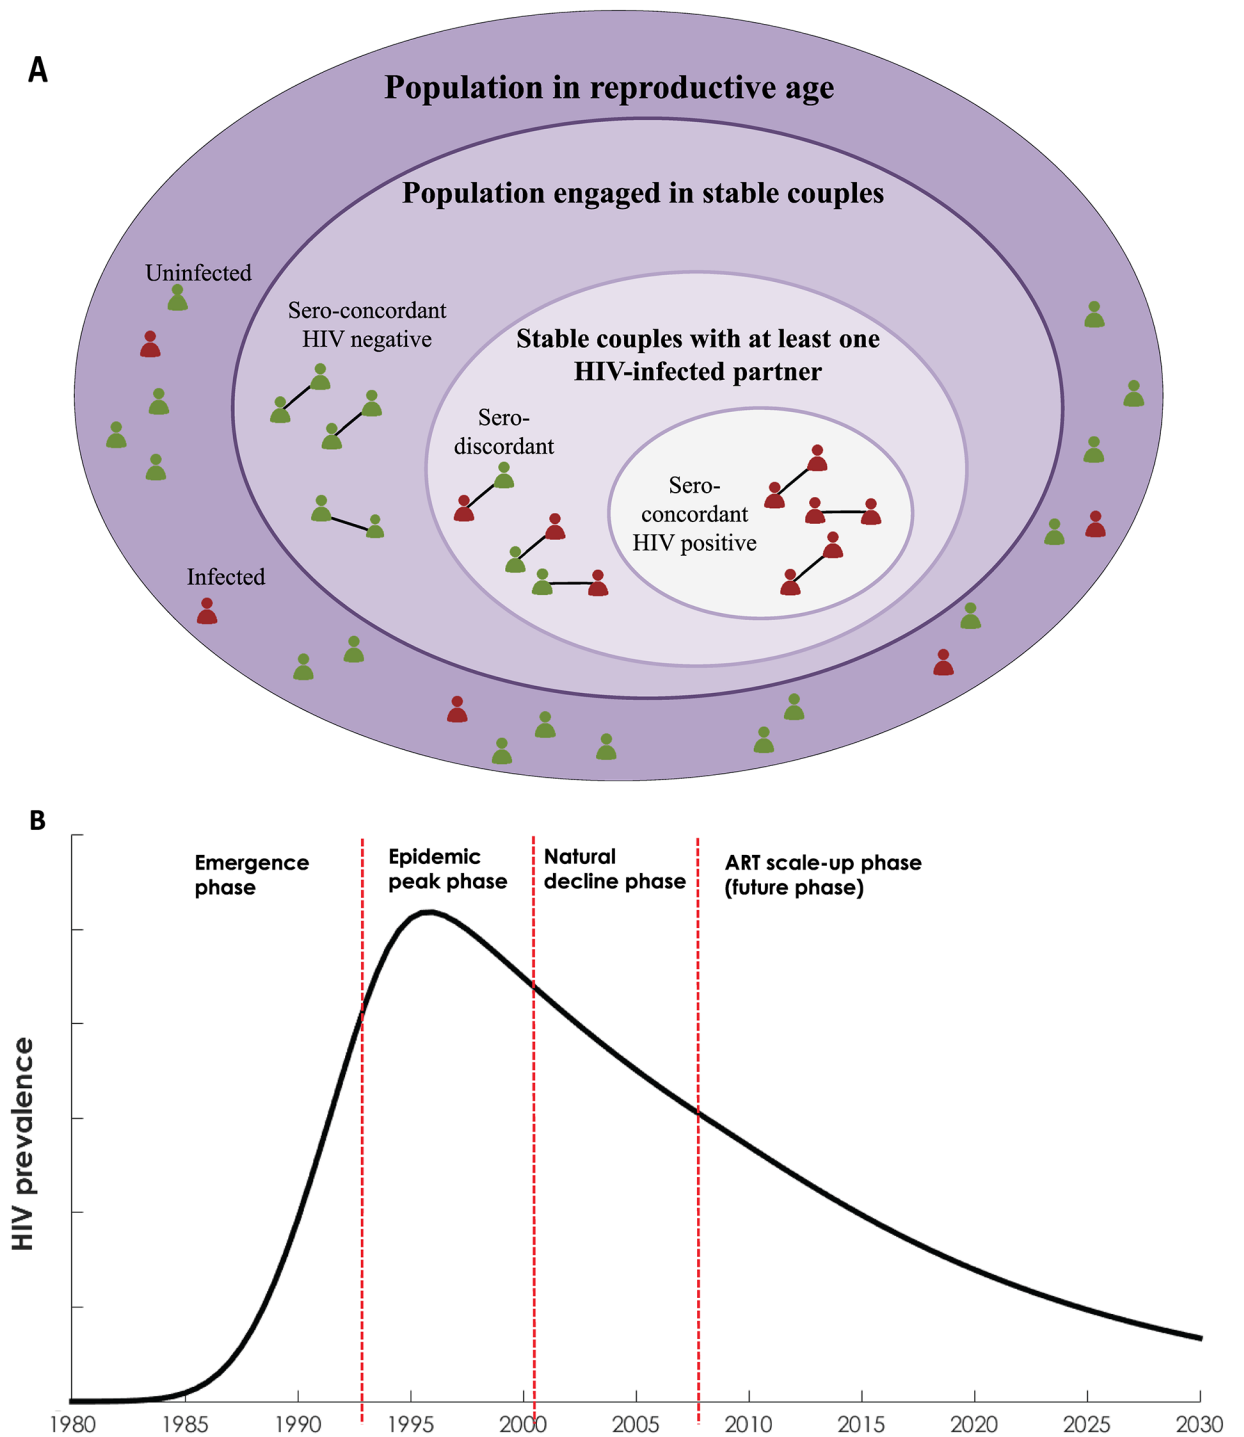 A
Population in reproductive age
Population engaged in stable couples
Uninfected
Sero-concordant
HIV negative
Stable couples with at least one
HIV-infected partner
Sero-
discordant
Sero-
concordant
HIV positive
Infected
B
Emergence
phase
Epidemic
peak phase
Natural
decline phase
ART scale-up phase
(future phase)
HIV prevalence
1980 1985 1990 1995 2000 2005 2010 2015 2020 2025 2030